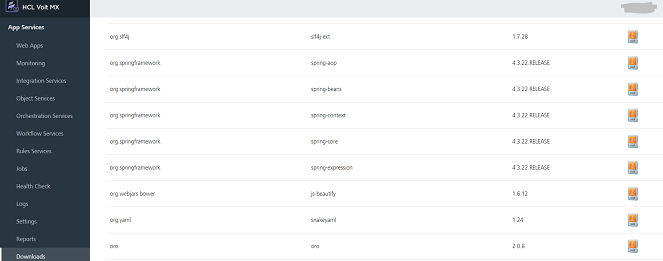 HCL Volt MX
App Services
Web Apps
Monitoring
Integration Services
Object Services
Orchestration Services
Workflow Services
Rules Services
Jobs
Health Check
Logs
Settings
Reports
Downloads
org.slf4j slf4j-ext 1.7.28
org.springframework spring-aop 4.3.22.RELEASE
org.springframework spring-beans 4.3.22.RELEASE
org.springframework spring-context 4.3.22.RELEASE
org.springframework spring-core 4.3.22.RELEASE
org.springframework spring-expression 4.3.22.RELEASE
org.webjars.bower js-beautify 1.6.12
org.yaml snakeyaml 1.24
oro oro 2.0.8